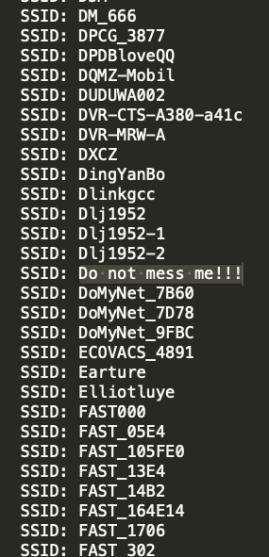 SSID: DM_666
SSID: DPCG_3877
SSID: DPDBloveQQ
SSID: DQMZ-Mobil
SSID: DUDUWA002
SSID: DVR-CTS-A380-a41c
SSID: DVR-MRW-A
SSID: DXCZ
SSID: DingYanBo
SSID: Dlinkgcc
SSID: Dlj1952
SSID: Dlj1952-1
SSID: Dlj1952-2
SSID: Do not mess me!!!
SSID: DoMyNet_7B60
SSID: DoMyNet_7D78
SSID: DoMyNet_9FBC
SSID: ECOVACS_4891
SSID: Earture
SSID: Elliotluye
SSID: FAST000
SSID: FAST_05E4
SSID: FAST_105FE0
SSID: FAST_13E4
SSID: FAST_14B2
SSID: FAST_164E14
SSID: FAST_1706
SSID: FAST_302